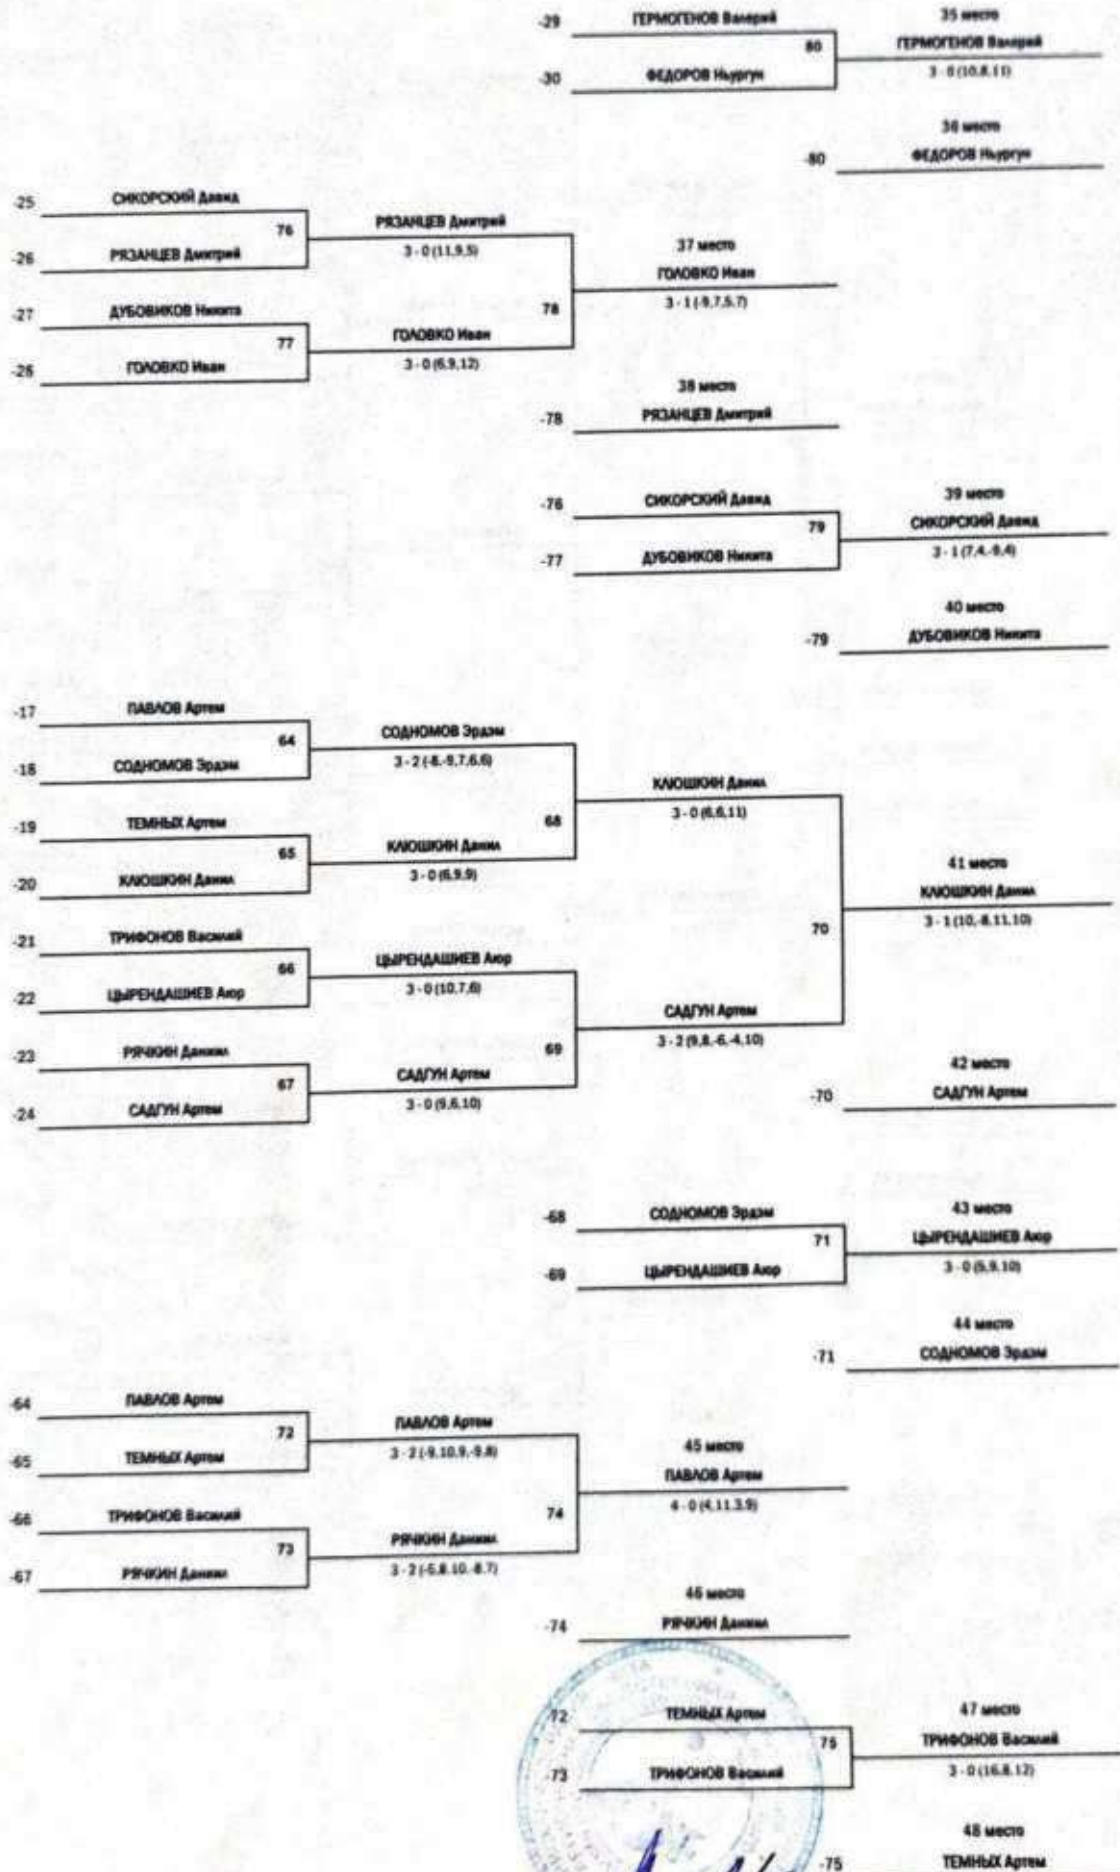 -29 ГЕРМОГЕНОВ Валерий 35 место
80 ГЕРМОГЕНОВ Валерий
-30 ФЕДОРОВ Ньургун 3 - 0 (10,8,11)
36 место
-80 ФЕДОРОВ Ньургун
-25 СИКОРСКИЙ Давид
76 РЯЗАНЦЕВ Дмитрий
-26 РЯЗАНЦЕВ Дмитрий 3 - 0 (11,9,5)
37 место
ГОЛОВКО Иван
-27 ДУБОВИКОВ Никита 78 3 - 1 (-9,7,5,7)
77 ГОЛОВКО Иван
-28 ГОЛОВКО Иван 3 - 0 (6,9,12)
38 место
-78 РЯЗАНЦЕВ Дмитрий
-76 СИКОРСКИЙ Давид 39 место
79 СИКОРСКИЙ Давид
-77 ДУБОВИКОВ Никита 3 - 1 (7,4,-9,4)
40 место
-79 ДУБОВИКОВ Никита
-17 ПАВЛОВ Артем
64 СОДНОМОВ Эрдэм
-18 СОДНОМОВ Эрдэм 3 - 2 (-8,-9,7,6,6)
КЛЮШКИН Данил
-19 ТЕМНЫХ Артем 68 3 - 0 (6,6,11)
65 КЛЮШКИН Данил
-20 КЛЮШКИН Данил 3 - 0 (6,9,9)
41 место
КЛЮШКИН Данил
70 3 - 1 (10,-8,11,10)
-21 ТРИФОНОВ Василий
66 ЦЫРЕНДАШИЕВ Аюр
-22 ЦЫРЕНДАШИЕВ Аюр 3 - 0 (10,7,6)
САДГУН Артем
-23 РЯЧКИН Даниил 69 3 - 2 (9,8,-6,-4,10)
67 САДГУН Артем
-24 САДГУН Артем 3 - 0 (9,6,10)
42 место
-70 САДГУН Артем
-68 СОДНОМОВ Эрдэм 43 место
71 ЦЫРЕНДАШИЕВ Аюр
-69 ЦЫРЕНДАШИЕВ Аюр 3 - 0 (5,9,10)
44 место
-71 СОДНОМОВ Эрдэм
-64 ПАВЛОВ Артем
72 ПАВЛОВ Артем
-65 ТЕМНЫХ Артем 3 - 2 (-9,10,9,-9,8)
45 место
ПАВЛОВ Артем
-66 ТРИФОНОВ Василий 74 4 - 0 (4,11,3,9)
73 РЯЧКИН Даниил
-67 РЯЧКИН Даниил 3 - 2 (-5,8,10,-8,7)
46 место
-74 РЯЧКИН Даниил
-72 ТЕМНЫХ Артем 47 место
75 ТРИФОНОВ Василий
-73 ТРИФОНОВ Василий 3 - 0 (16,8,12)
48 место
-75 ТЕМНЫХ Артем